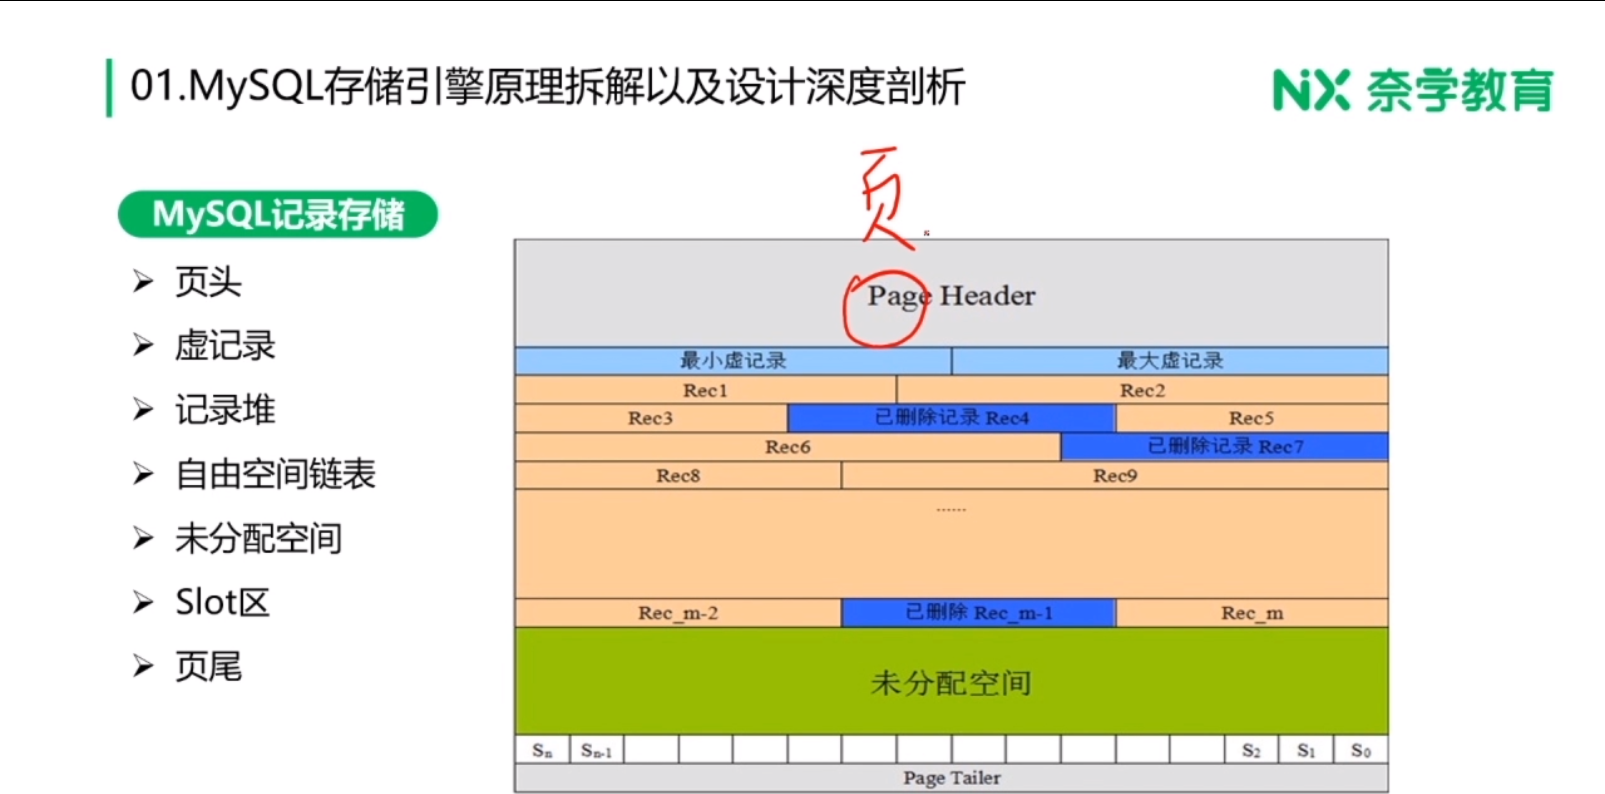 01.MySQL存储引擎原理拆解以及设计深度剖析
NX 奈学教育
MySQL记录存储
页头
虚记录
记录堆
自由空间链表
未分配空间
Slot区
页尾
页
Page Header
最小虚记录 最大虚记录
Rec1 Rec2
Rec3 已删除记录 Rec4 Rec5
Rec6 已删除记录 Rec7
Rec8 Rec9
......
Rec_m-2 已删除 Rec_m-1 Rec_m
未分配空间
Sn Sn-1 S2 S1 S0
Page Tailer